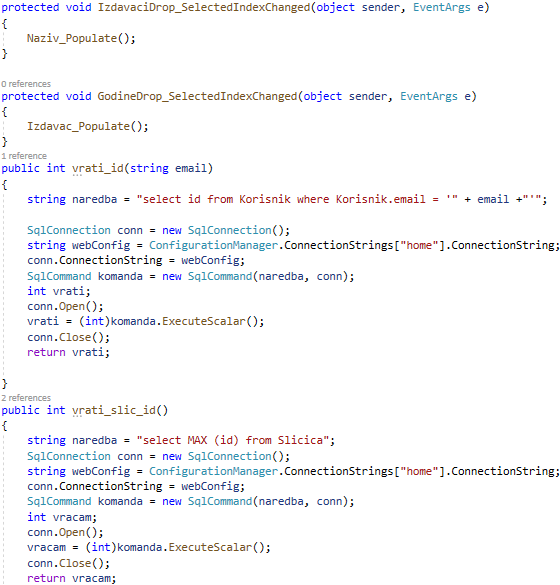 protected void IzdavaciDrop_SelectedIndexChanged(object sender, EventArgs e)
{
    Naziv_Populate();
}
0 references
protected void GodineDrop_SelectedIndexChanged(object sender, EventArgs e)
{
    Izdavac_Populate();
}
1 reference
public int vrati_id(string email)
{
    string naredba = "select id from Korisnik where Korisnik.email = '" + email +"'";
    SqlConnection conn = new SqlConnection();
    string webConfig = ConfigurationManager.ConnectionStrings["home"].ConnectionString;
    conn.ConnectionString = webConfig;
    SqlCommand komanda = new SqlCommand(naredba, conn);
    int vrati;
    conn.Open();
    vrati = (int)komanda.ExecuteScalar();
    conn.Close();
    return vrati;
}
2 references
public int vrati_slic_id()
{
    string naredba = "select MAX (id) from Slicica";
    SqlConnection conn = new SqlConnection();
    string webConfig = ConfigurationManager.ConnectionStrings["home"].ConnectionString;
    conn.ConnectionString = webConfig;
    SqlCommand komanda = new SqlCommand(naredba, conn);
    int vracam;
    conn.Open();
    vracam = (int)komanda.ExecuteScalar();
    conn.Close();
    return vracam;